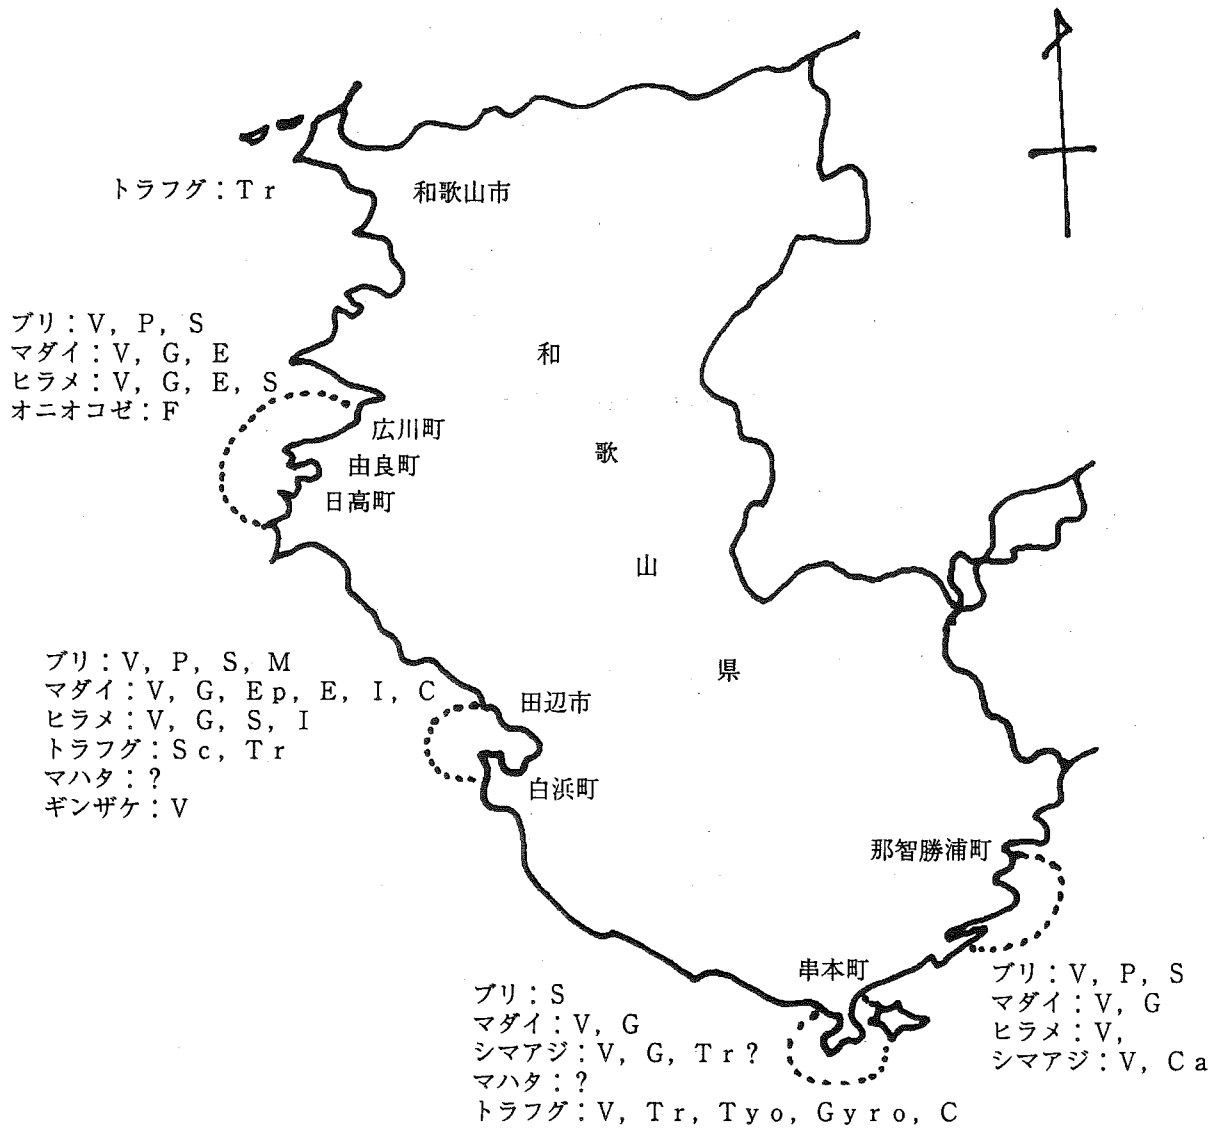 トラフグ：Ｔｒ
和歌山市
ブリ：Ｖ，Ｐ，Ｓ
マダイ：Ｖ，Ｇ，Ｅ
ヒラメ：Ｖ，Ｇ，Ｅ，Ｓ
オニオコゼ：Ｆ
和
歌
山
県
広川町
由良町
日高町
ブリ：Ｖ，Ｐ，Ｓ，Ｍ
マダイ：Ｖ，Ｇ，Ｅｐ，Ｅ，Ｉ，Ｃ
ヒラメ：Ｖ，Ｇ，Ｓ，Ｉ
トラフグ：Ｓｃ，Ｔｒ
マハタ：？
ギンザケ：Ｖ
田辺市
白浜町
那智勝浦町
串本町
ブリ：Ｓ
マダイ：Ｖ，Ｇ
シマアジ：Ｖ，Ｇ，Ｔｒ？
マハタ：？
トラフグ：Ｖ，Ｔｒ，Ｔｙｏ，Ｇｙｒｏ，Ｃ
ブリ：Ｖ，Ｐ，Ｓ
マダイ：Ｖ，Ｇ
ヒラメ：Ｖ，
シマアジ：Ｖ，Ｃａ